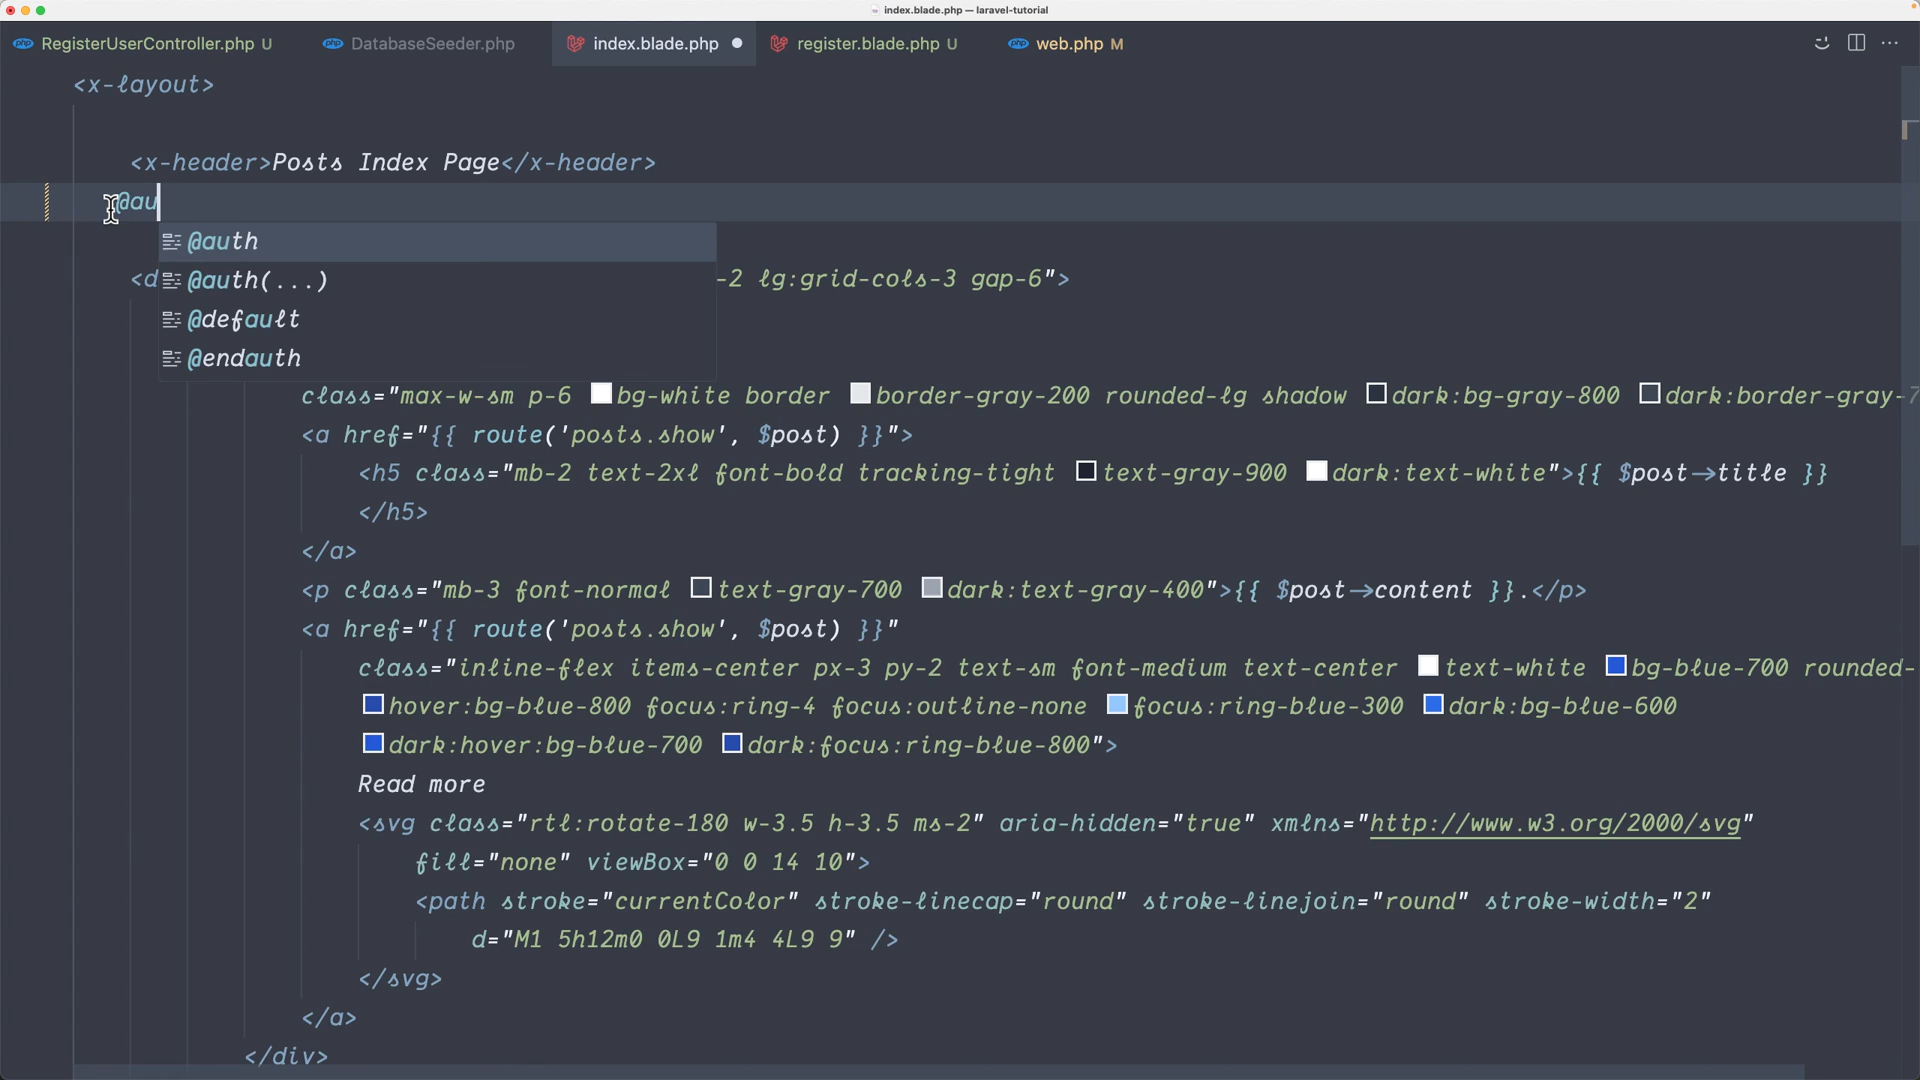 index.blade.php — laravel-tutorial
RegisterUserController.php U
DatabaseSeeder.php
index.blade.php
register.blade.php U
web.php M
<x-layout>
<x-header>Posts Index Page</x-header>
@au
@auth
@auth(...)
<d -2 lg:grid-cols-3 gap-6">
@default
@endauth
class="max-w-sm p-6 bg-white border border-gray-200 rounded-lg shadow dark:bg-gray-800 dark:border-gray-7
<a href="{{ route('posts.show', $post) }}">
<h5 class="mb-2 text-2xl font-bold tracking-tight text-gray-900 dark:text-white">{{ $post->title }}
</h5>
</a>
<p class="mb-3 font-normal text-gray-700 dark:text-gray-400">{{ $post->content }}.</p>
<a href="{{ route('posts.show', $post) }}"
class="inline-flex items-center px-3 py-2 text-sm font-medium text-center text-white bg-blue-700 rounded-
hover:bg-blue-800 focus:ring-4 focus:outline-none focus:ring-blue-300 dark:bg-blue-600
dark:hover:bg-blue-700 dark:focus:ring-blue-800">
Read more
<svg class="rtl:rotate-180 w-3.5 h-3.5 ms-2" aria-hidden="true" xmlns="http://www.w3.org/2000/svg"
fill="none" viewBox="0 0 14 10">
<path stroke="currentColor" stroke-linecap="round" stroke-linejoin="round" stroke-width="2"
d="M1 5h12m0 0L9 1m4 4L9 9" />
</svg>
</a>
</div>